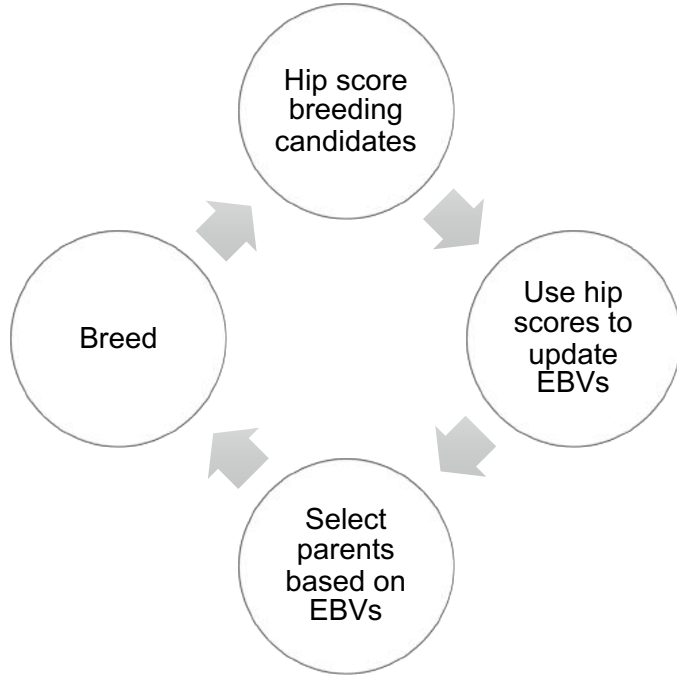 Hip score
breeding
candidates
Use hip
scores to
update
EBVs
Select
parents
based on
EBVs
Breed